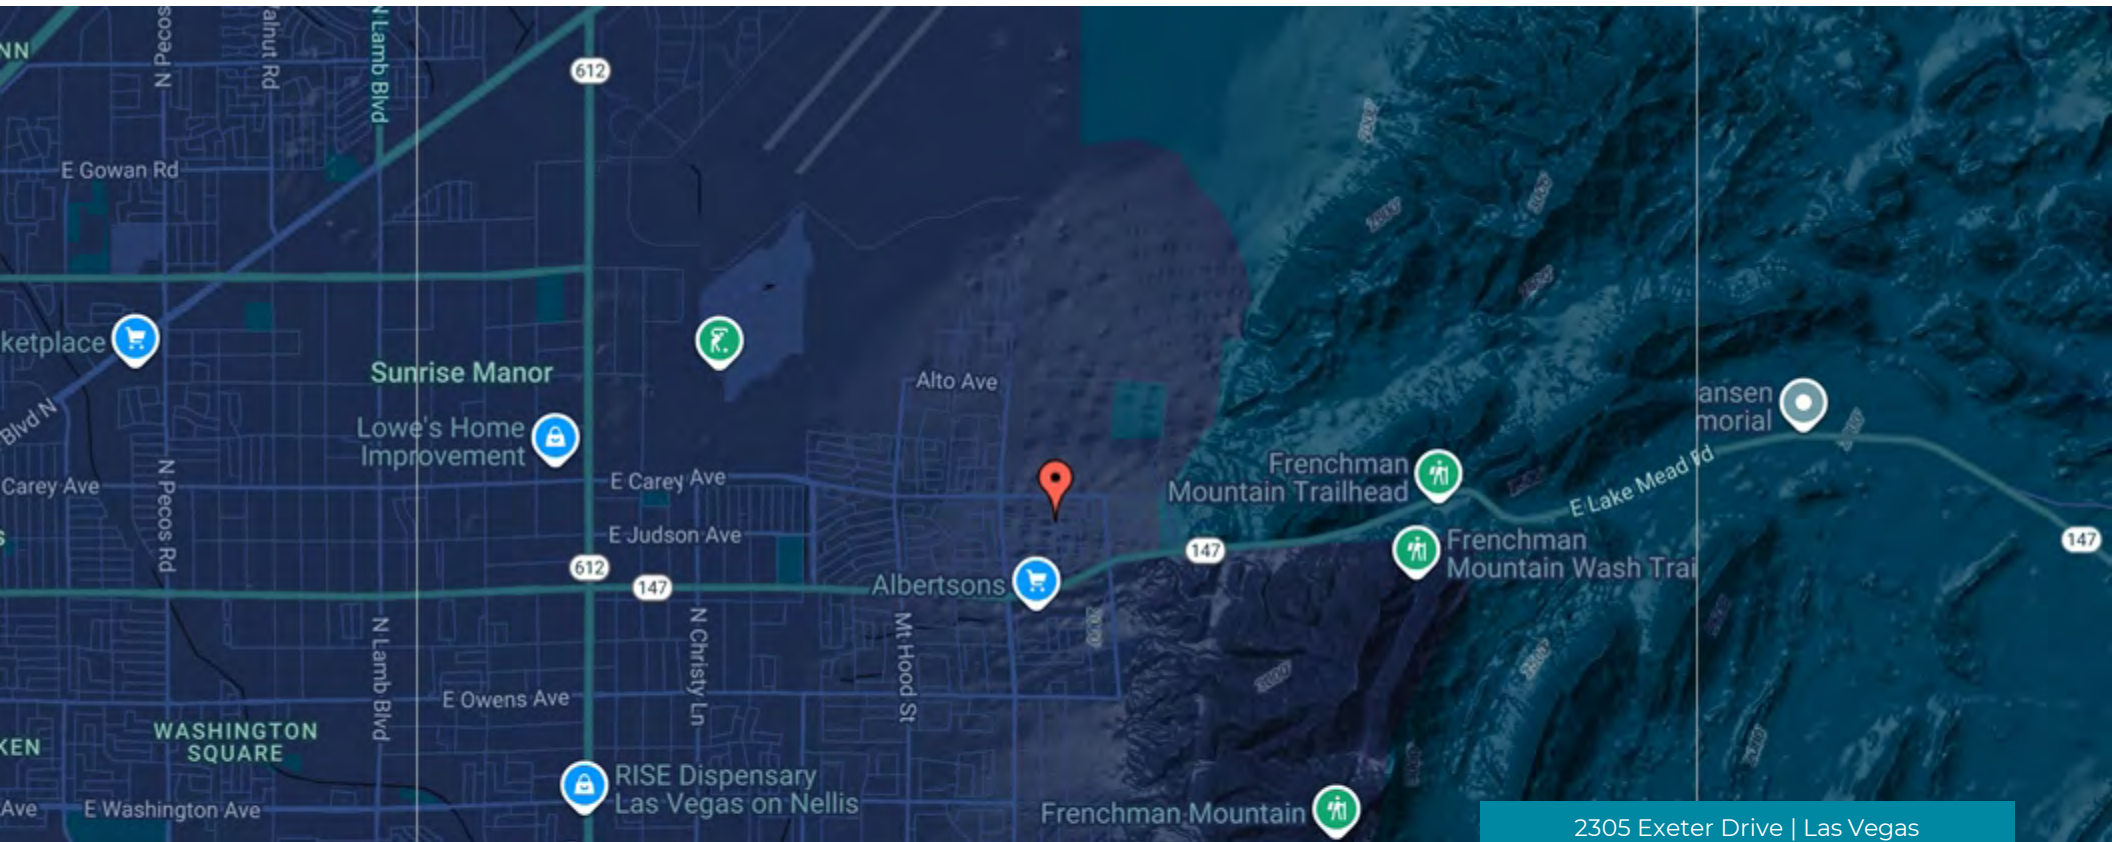 NN
N Pecos
alnut Rd
N Lamb Blvd
612
E Gowan Rd
ketplace
Sunrise Manor
Alto Ave
Lowe's Home
Improvement
ansen
morial
Blvd N
Carey Ave
N Pecos Rd
E Carey Ave
Frenchman
Mountain Trailhead
E Lake Mead Rd
E Judson Ave
612
147
147
Frenchman
Mountain Wash Trai
147
Albertsons
N Lamb Blvd
N Christy Ln
Mt Hood St
E Owens Ave
WASHINGTON
SQUARE
KEN
RISE Dispensary
Las Vegas on Nellis
Ave
E Washington Ave
Frenchman Mountain
2305 Exeter Drive | Las Vegas